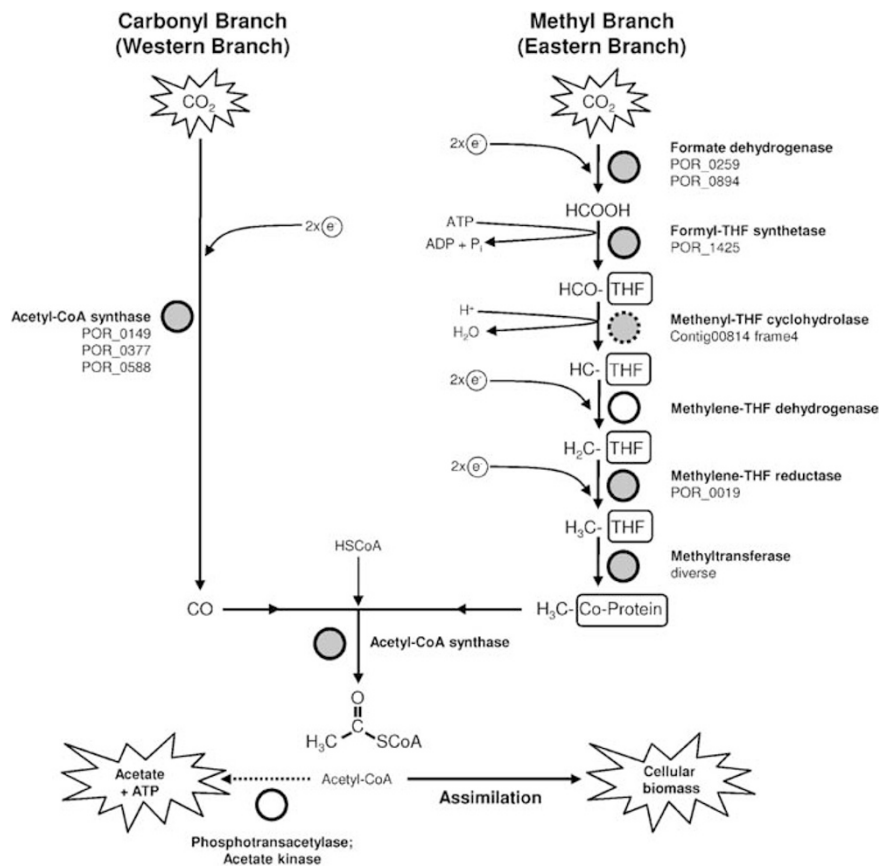 Carbonyl Branch
(Western Branch)
Methyl Branch
(Eastern Branch)
CO₂
CO₂
2x e⁻
Formate dehydrogenase
POR_0259
POR_0894
HCOOH
ATP
ADP + Pᵢ
Formyl-THF synthetase
POR_1425
2x e⁻
HCO- THF
Acetyl-CoA synthase
POR_0149
POR_0377
POR_0588
H⁺
H₂O
Methenyl-THF cyclohydrolase
Contig00814 frame4
HC- THF
2x e⁻
Methylene-THF dehydrogenase
H₂C- THF
2x e⁻
Methylene-THF reductase
POR_0019
H₃C- THF
HSCoA
Methyltransferase
diverse
CO
H₃C- Co-Protein
Acetyl-CoA synthase
O
C
H₃C
SCoA
Acetate
+ ATP
Acetyl-CoA
Assimilation
Cellular
biomass
Phosphotransacetylase;
Acetate kinase